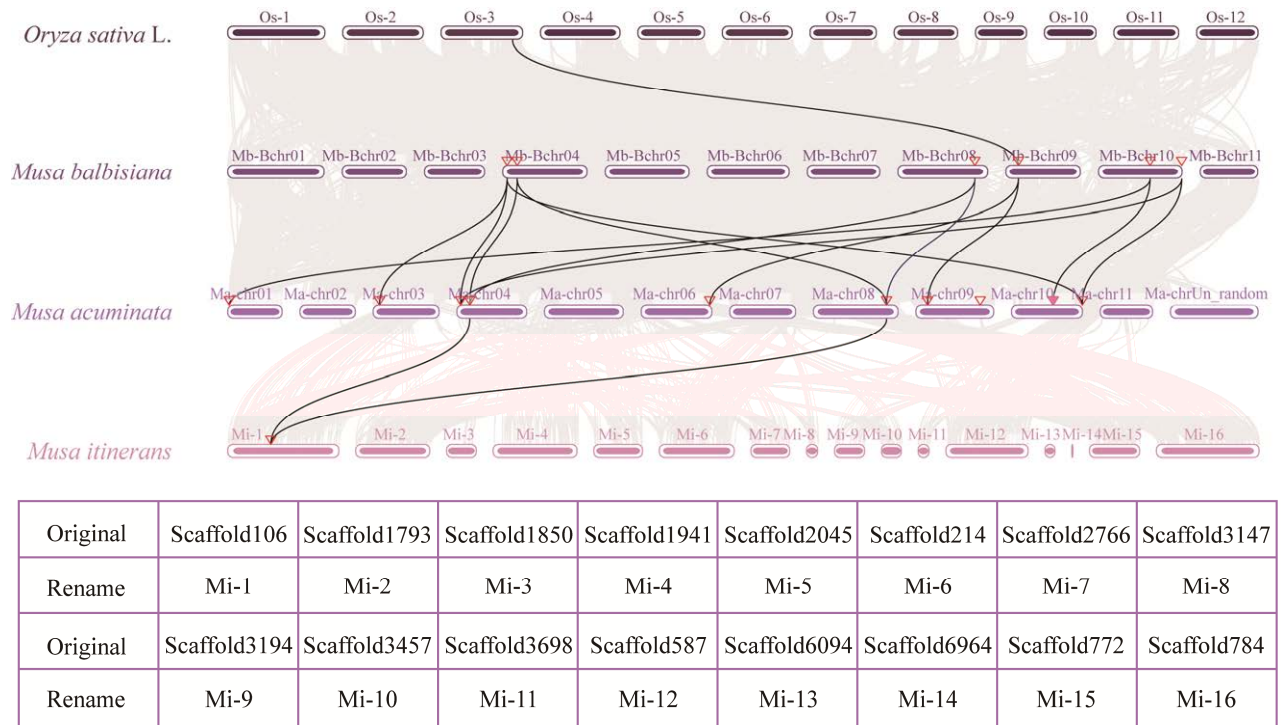 Os-1 Os-2 Os-3 Os-4 Os-5 Os-6 Os-7 Os-8 Os-9 Os-10 Os-11 Os-12
Oryza sativa L.
Mb-Bchr01 Mb-Bchr02 Mb-Bchr03 Mb-Bchr04 Mb-Bchr05 Mb-Bchr06 Mb-Bchr07 Mb-Bchr08 Mb-Bchr09 Mb-Bchr10 Mb-Bchr11
Musa balbisiana
Ma-chr01 Ma-chr02 Ma-chr03 Ma-chr04 Ma-chr05 Ma-chr06 Ma-chr07 Ma-chr08 Ma-chr09 Ma-chr10 Ma-chr11 Ma-chrUn_random
Musa acuminata
Mi-1 Mi-2 Mi-3 Mi-4 Mi-5 Mi-6 Mi-7 Mi-8 Mi-9 Mi-10 Mi-11 Mi-12 Mi-13 Mi-14 Mi-15 Mi-16
Musa itinerans
Original Scaffold106 Scaffold1793 Scaffold1850 Scaffold1941 Scaffold2045 Scaffold214 Scaffold2766 Scaffold3147
Rename Mi-1 Mi-2 Mi-3 Mi-4 Mi-5 Mi-6 Mi-7 Mi-8
Original Scaffold3194 Scaffold3457 Scaffold3698 Scaffold587 Scaffold6094 Scaffold6964 Scaffold772 Scaffold784
Rename Mi-9 Mi-10 Mi-11 Mi-12 Mi-13 Mi-14 Mi-15 Mi-16